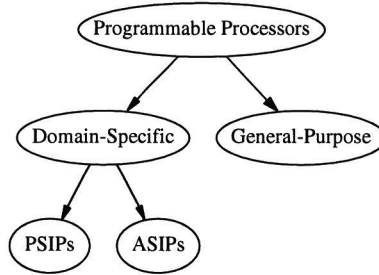 Programmable Processors
Domain-Specific
General-Purpose
PSIPs
ASIPs